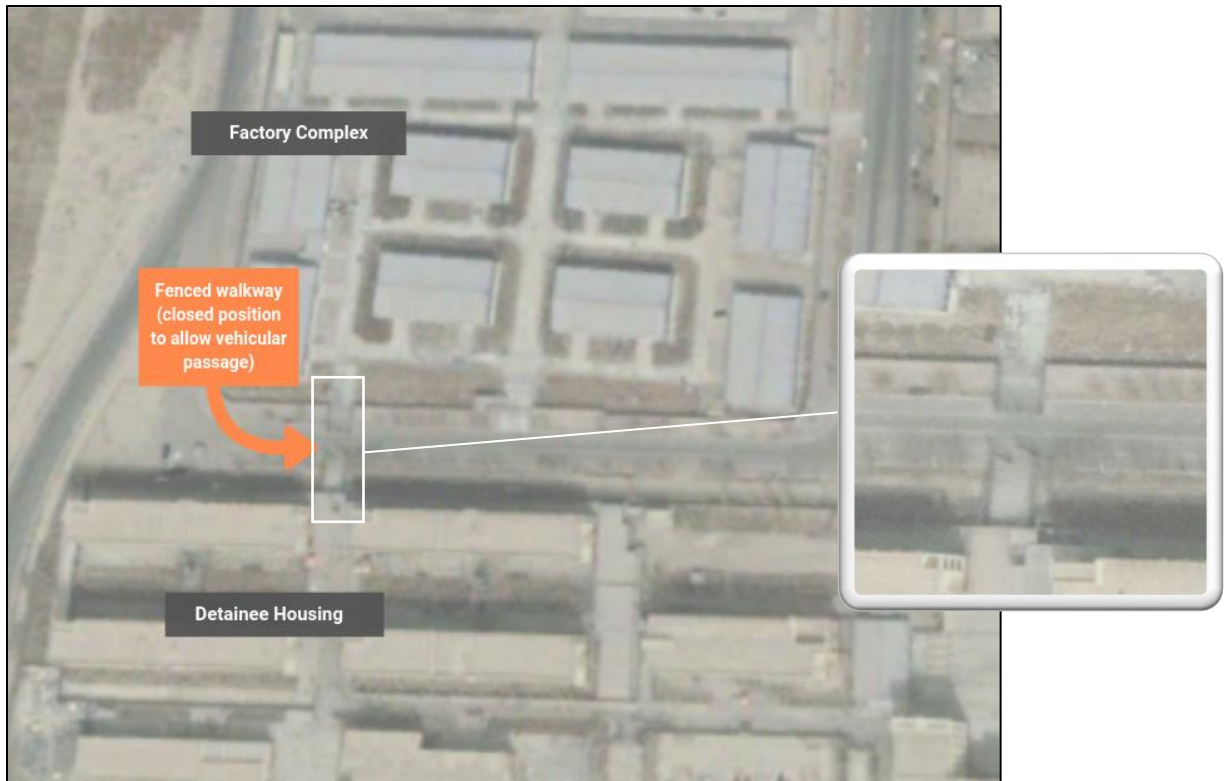 Factory Complex
Fenced walkway
(closed position
to allow vehicular
passage)
Detainee Housing